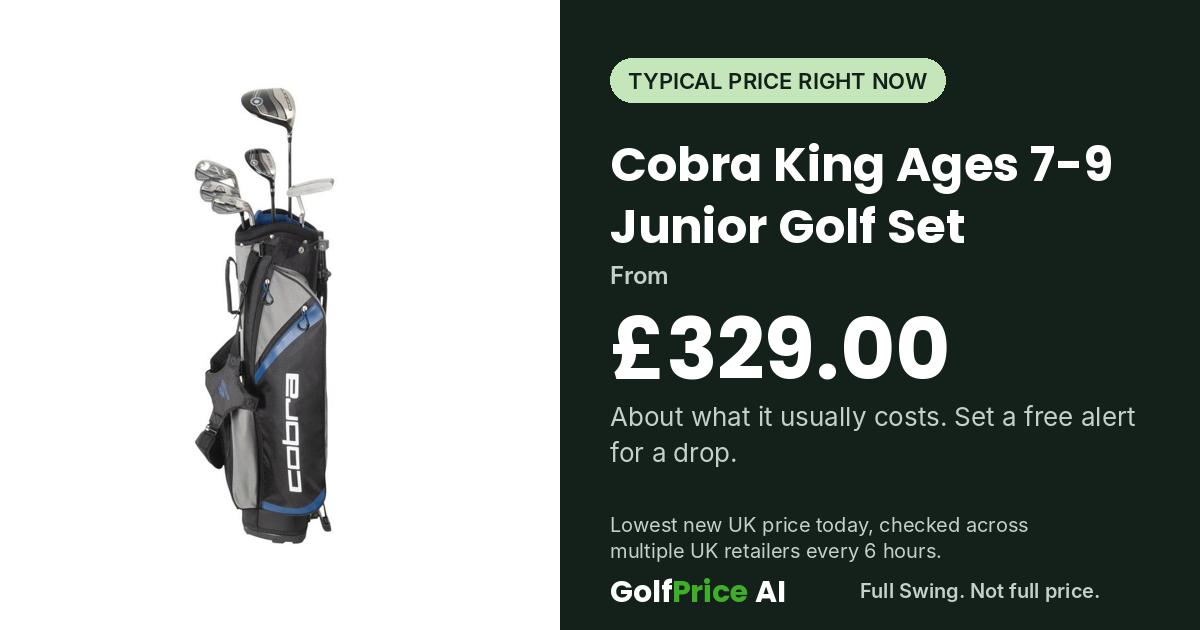 TYPICAL PRICE RIGHT NOW
Cobra King Ages 7-9
Junior Golf Set
From
£329.00
About what it usually costs. Set a free alert
for a drop.
Lowest new UK price today, checked across
multiple UK retailers every 6 hours.
GolfPrice AI
Full Swing. Not full price.
cobra